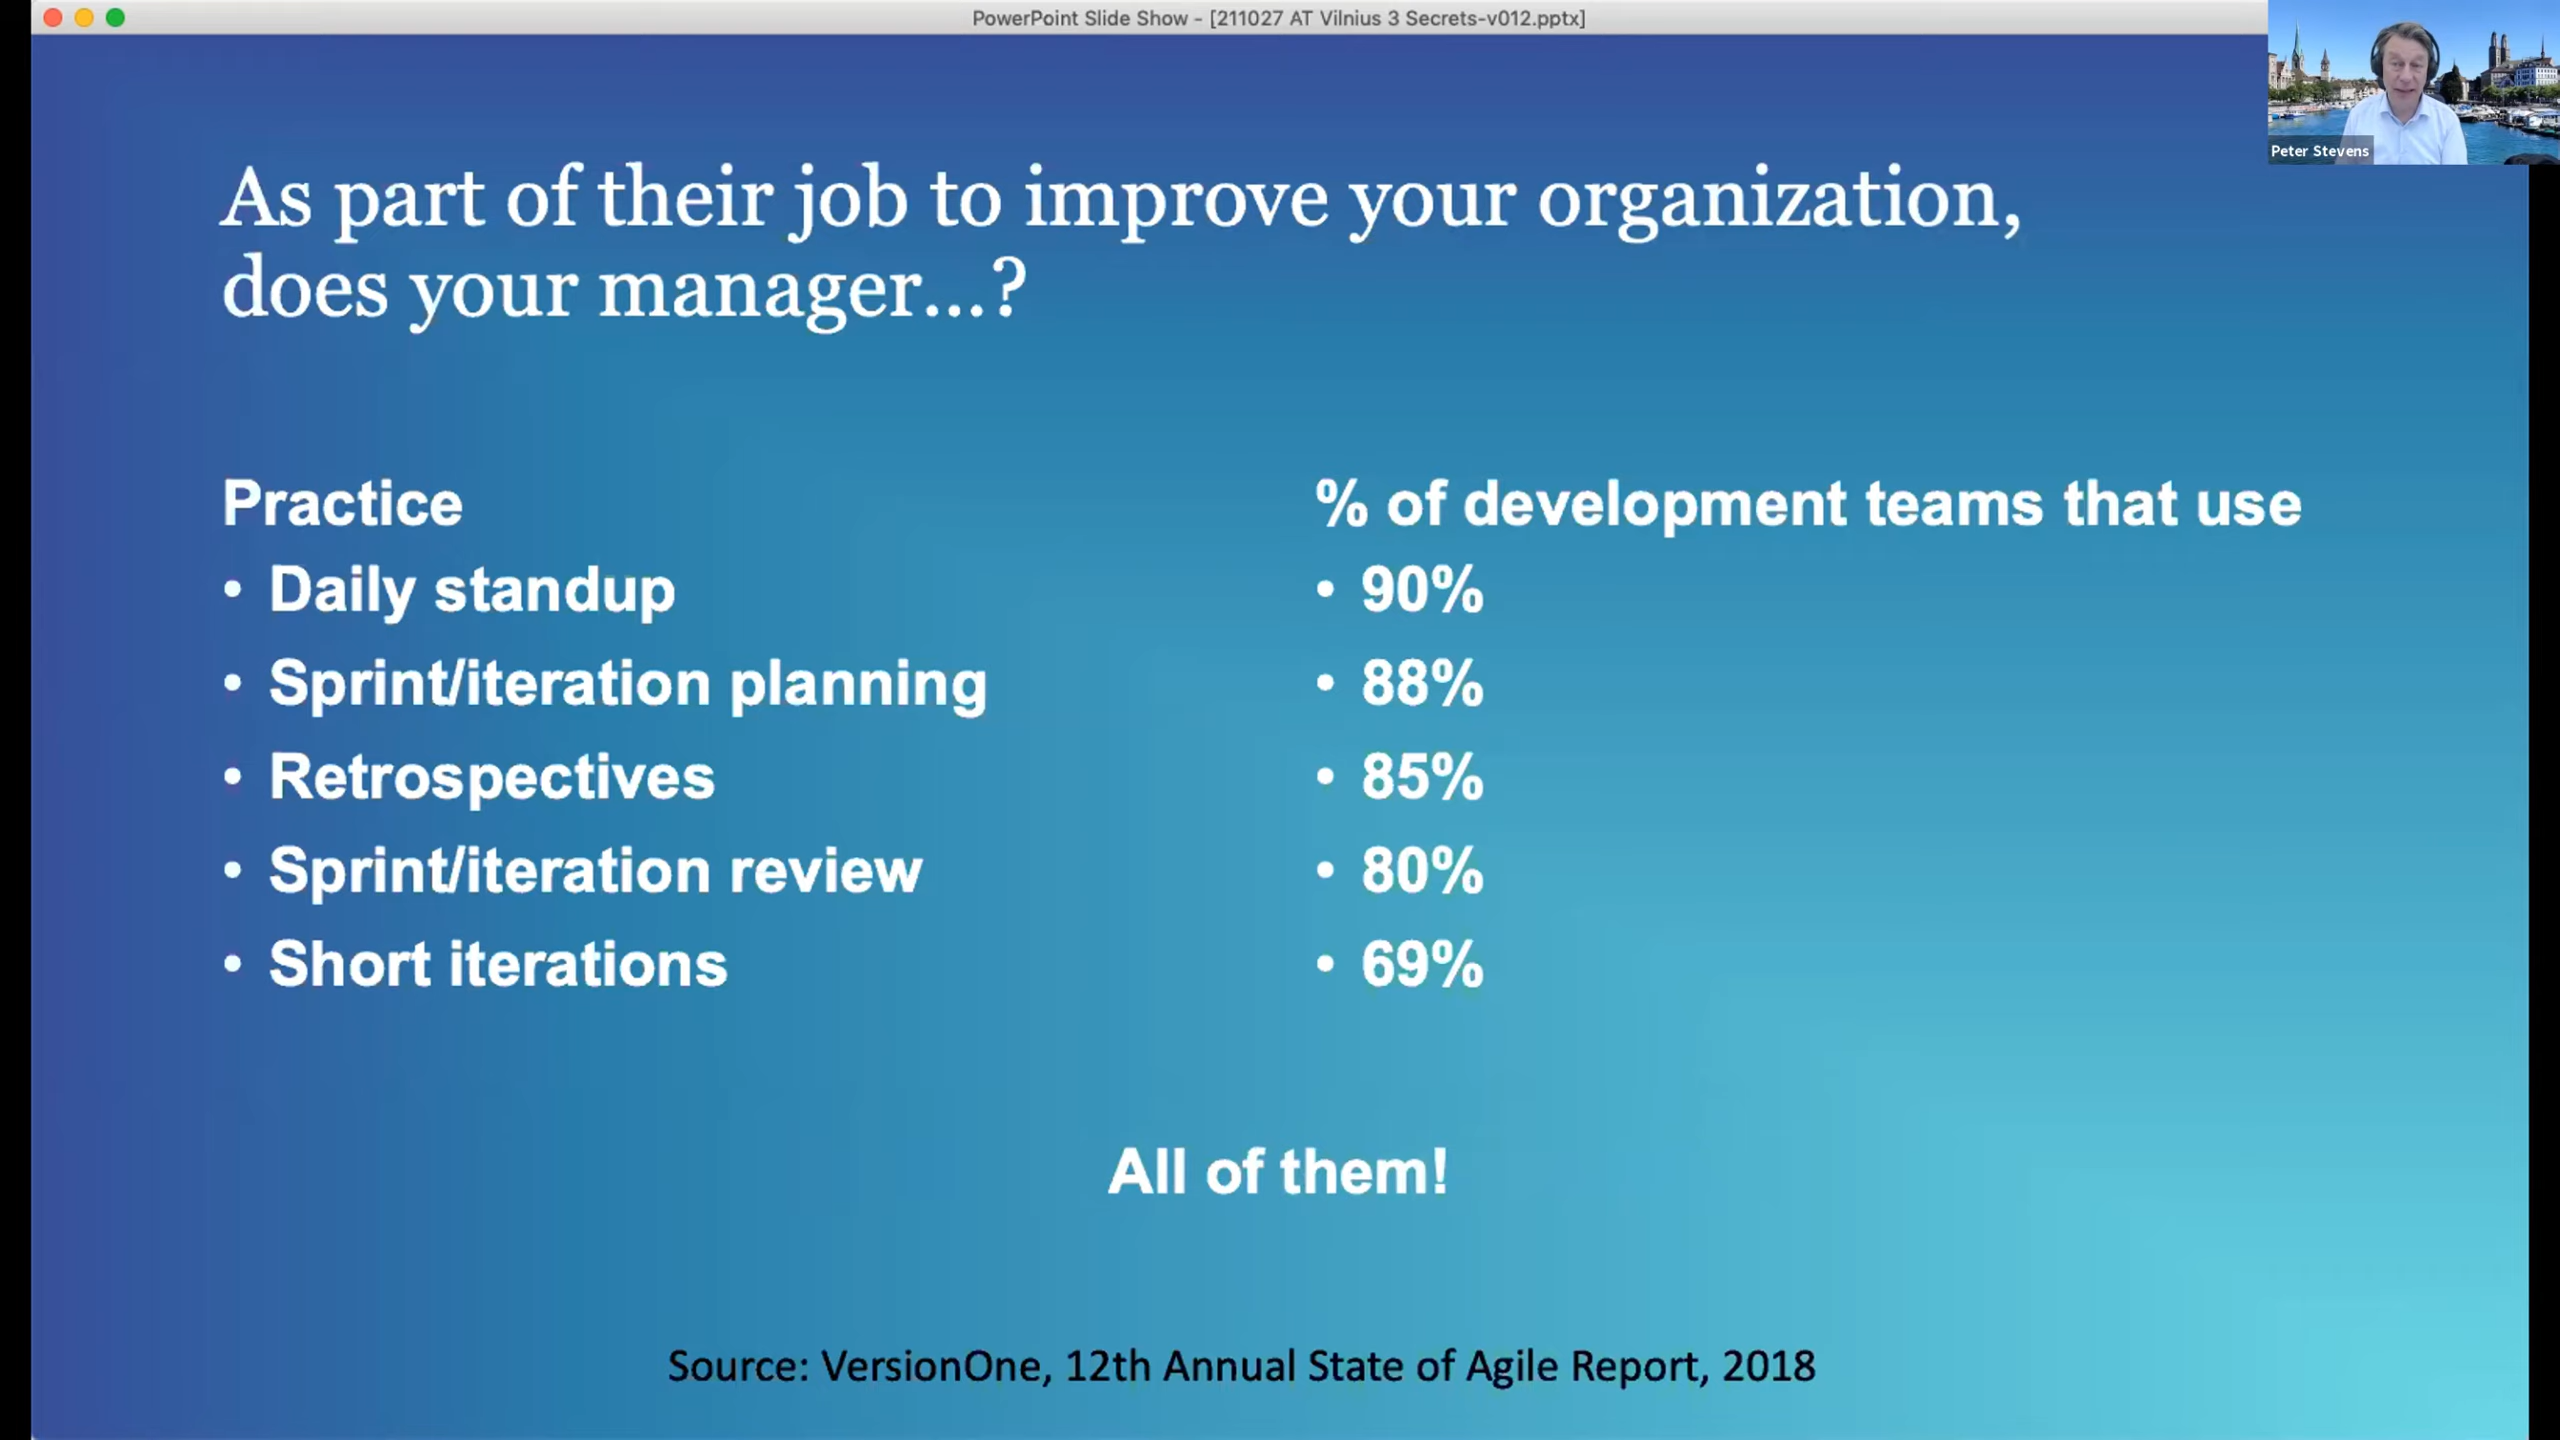 PowerPoint Slide Show - [211027 AT Vilnius 3 Secrets-v012.pptx]
Peter Stevens
As part of their job to improve your organization,
does your manager...?
Practice
• Daily standup
• Sprint/iteration planning
• Retrospectives
• Sprint/iteration review
• Short iterations
% of development teams that use
• 90%
• 88%
• 85%
• 80%
• 69%
All of them!
Source: VersionOne, 12th Annual State of Agile Report, 2018